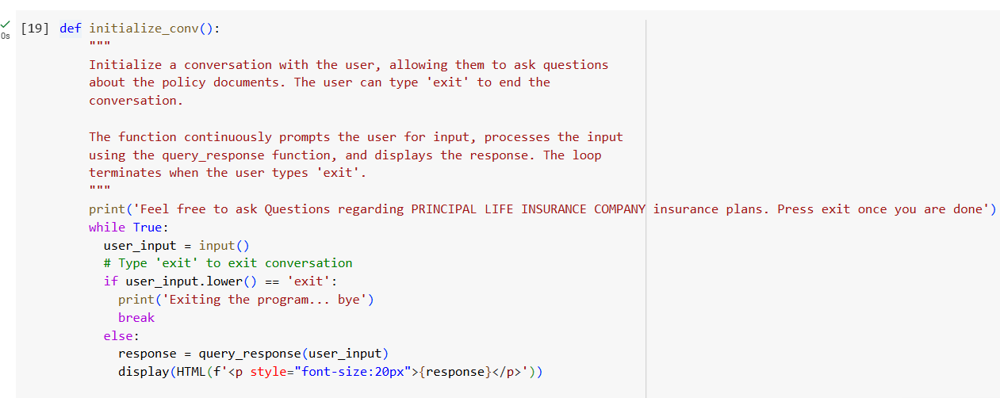 [19] def initialize_conv():
"""
Initialize a conversation with the user, allowing them to ask questions
about the policy documents. The user can type 'exit' to end the
conversation.
The function continuously prompts the user for input, processes the input
using the query_response function, and displays the response. The loop
terminates when the user types 'exit'.
"""
print('Feel free to ask Questions regarding PRINCIPAL LIFE INSURANCE COMPANY insurance plans. Press exit once you are done')
while True:
user_input = input()
# Type 'exit' to exit conversation
if user_input.lower() == 'exit':
print('Exiting the program... bye')
break
else:
response = query_response(user_input)
display(HTML(f'<p style="font-size:20px">{response}</p>'))
0s